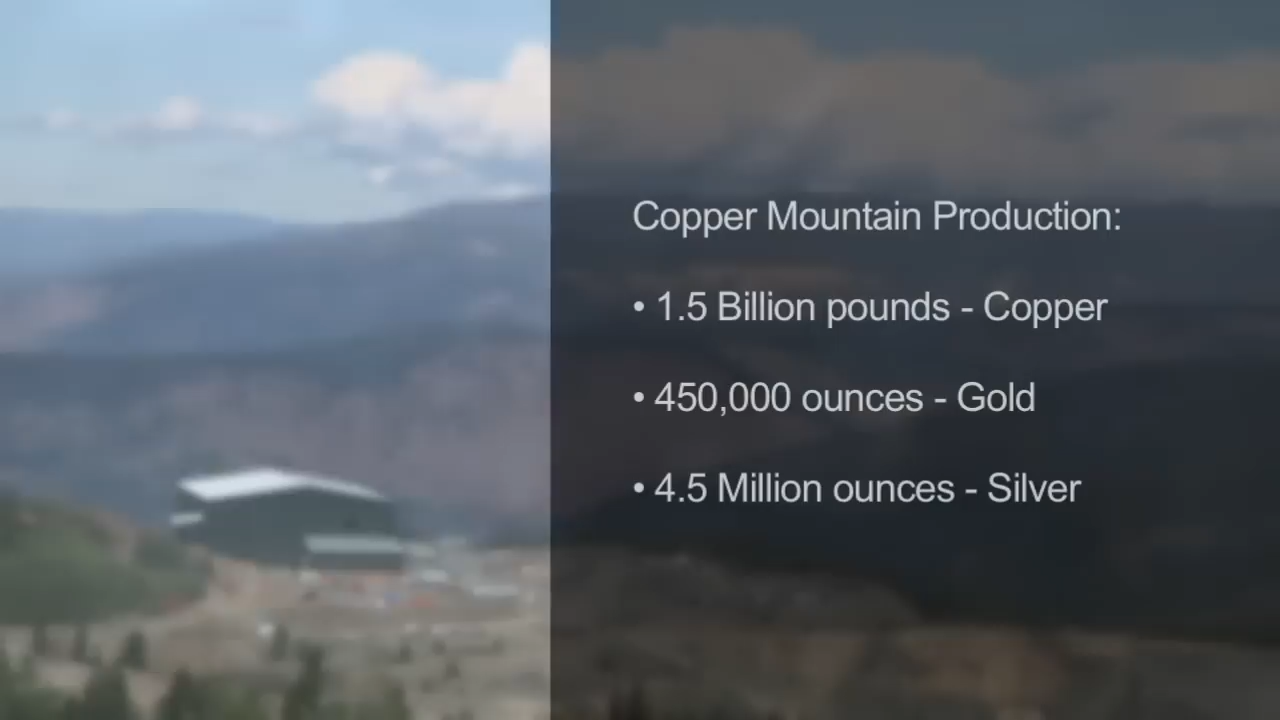 Copper Mountain Production:
• 1.5 Billion pounds - Copper
• 450,000 ounces - Gold
• 4.5 Million ounces - Silver